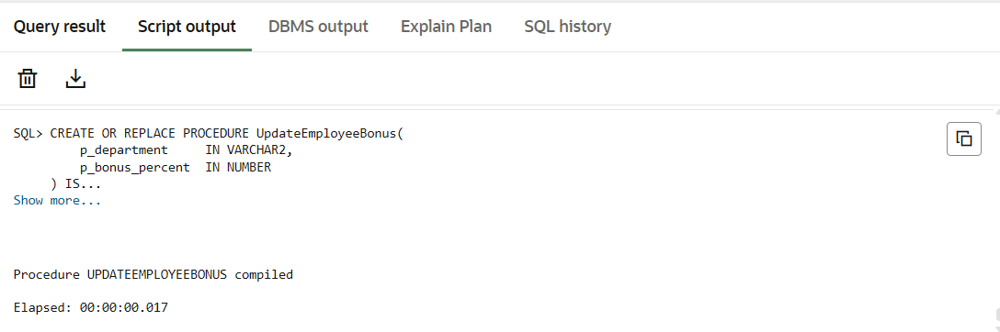 Query result Script output DBMS output Explain Plan SQL history
SQL> CREATE OR REPLACE PROCEDURE UpdateEmployeeBonus(
p_department IN VARCHAR2,
p_bonus_percent IN NUMBER
) IS...
Show more...
Procedure UPDATEEMPLOYEEBONUS compiled
Elapsed: 00:00:00.017